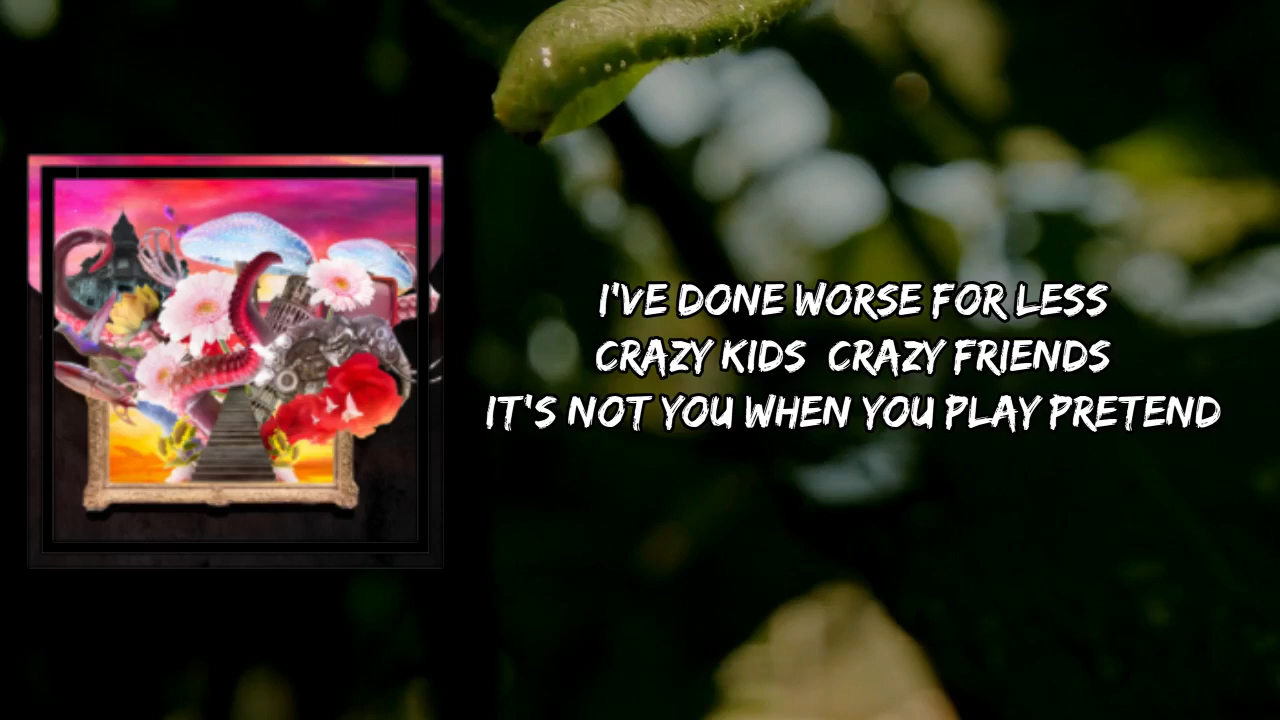 I'VE DONE WORSE FOR LESS
CRAZY KIDS CRAZY FRIENDS
IT'S NOT YOU WHEN YOU PLAY PRETEND